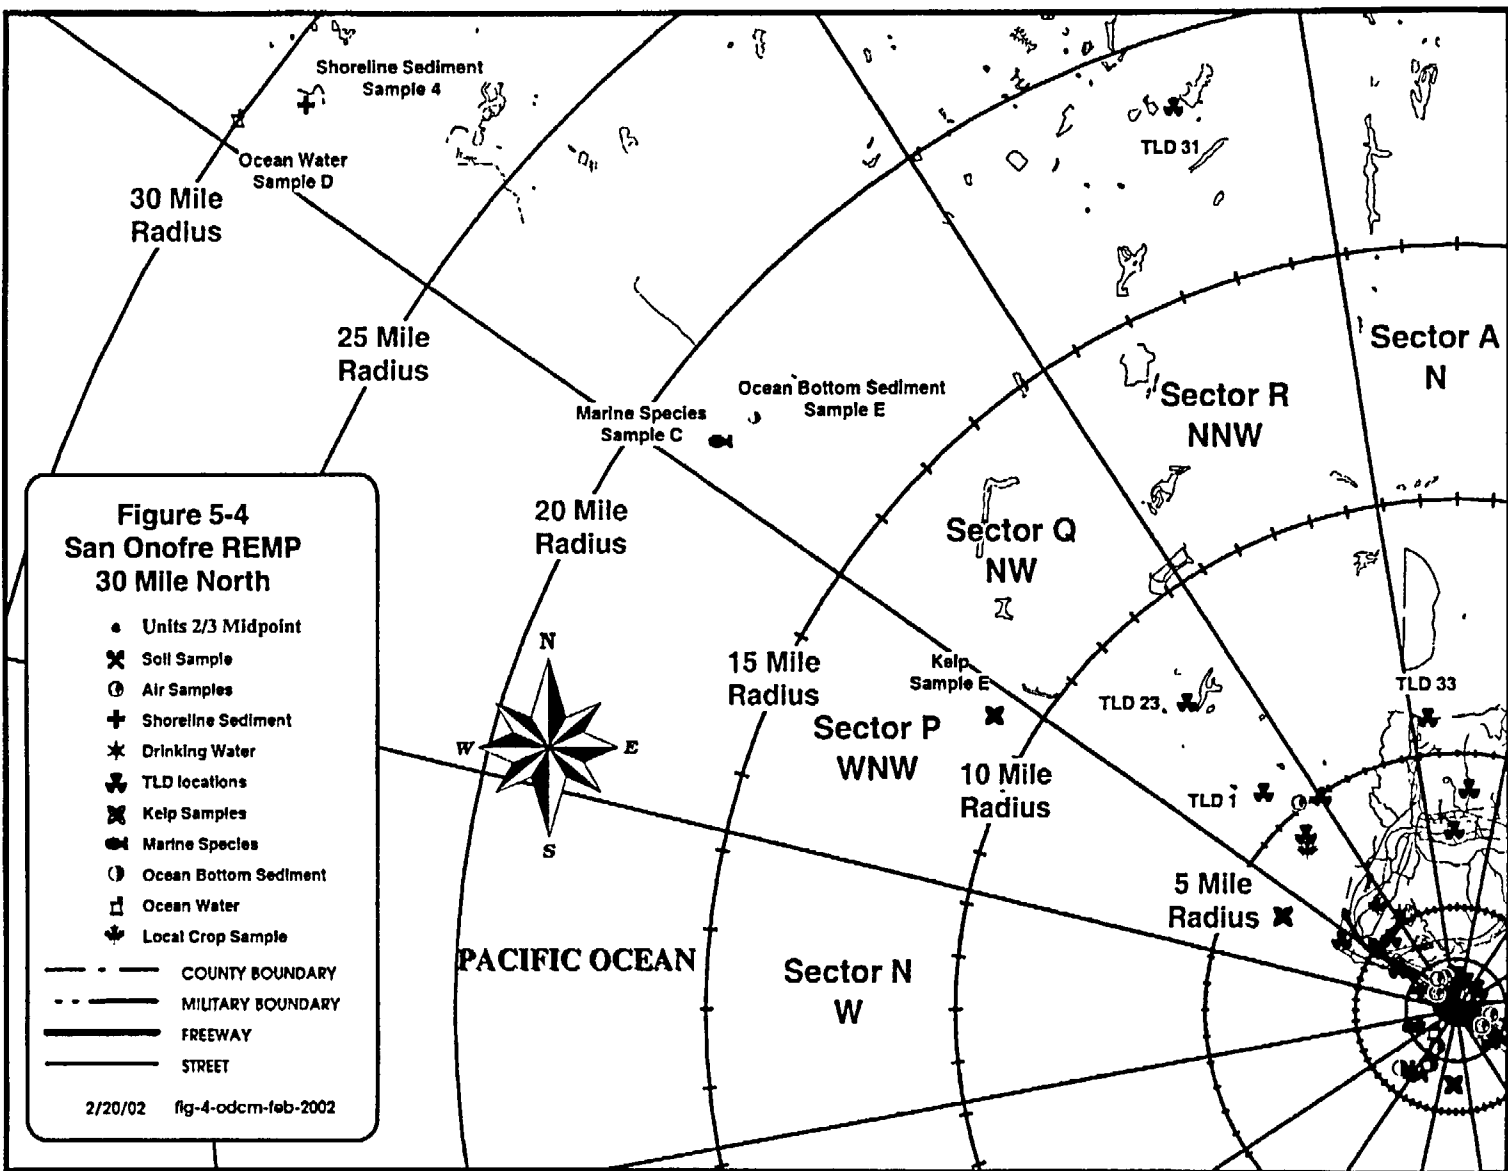 Shoreline Sediment
Sample 4
Ocean Water
Sample D
30 Mile
Radius
TLD 31
25 Mile
Radius
Sector A
N
Ocean Bottom Sediment
Sample E
Marine Species
Sample C
Sector R
NNW
20 Mile
Radius
Sector Q
NW
Figure 5-4
San Onofre REMP
30 Mile North
Units 2/3 Midpoint
Soil Sample
Air Samples
Shoreline Sediment
Drinking Water
TLD locations
Kelp Samples
Marine Species
Ocean Bottom Sediment
Ocean Water
Local Crop Sample
COUNTY BOUNDARY
MILITARY BOUNDARY
FREEWAY
STREET
2/20/02 fig-4-odcm-feb-2002
N
W
E
S
15 Mile
Radius
Kelp
Sample E
TLD 23
TLD 33
Sector P
WNW
10 Mile
Radius
TLD 1
5 Mile
Radius
PACIFIC OCEAN
Sector N
W